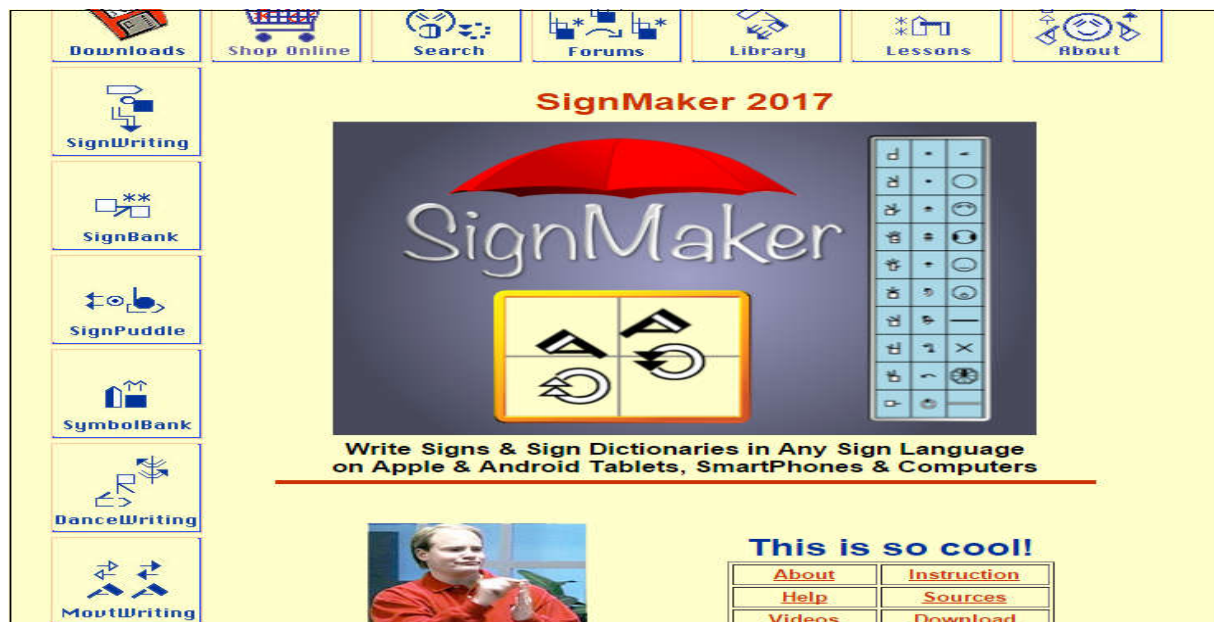 Downloads
Shop Online
Search
Forums
Library
Lessons
About
SignWriting
SignBank
SignPuddle
SymbolBank
DanceWriting
MovtWriting
SignMaker 2017
SignMaker
Write Signs & Sign Dictionaries in Any Sign Language
on Apple & Android Tablets, SmartPhones & Computers
This is so cool!
About Instruction
Help Sources
Videos Download